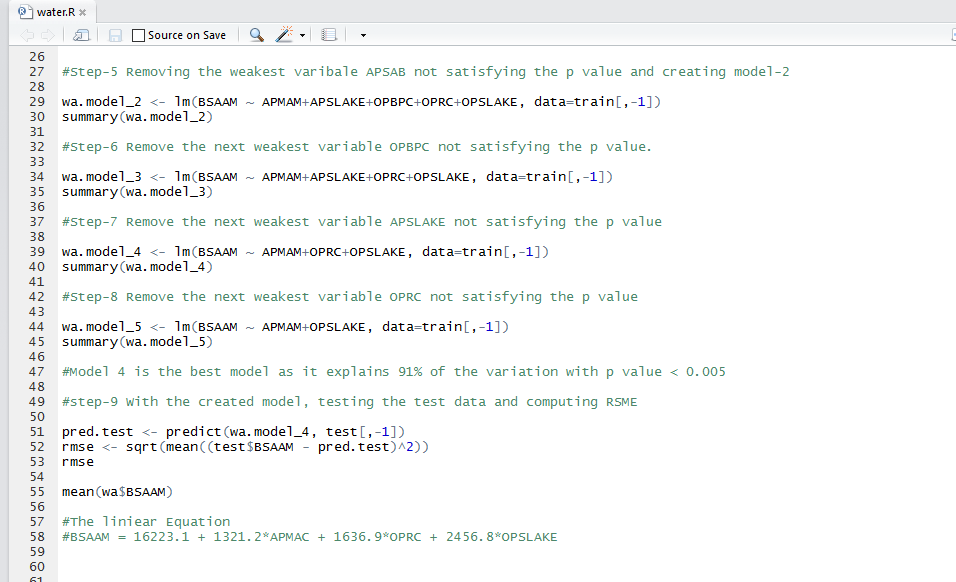 water.R ×
Source on Save
26
27 #Step-5 Removing the weakest varibale APSAB not satisfying the p value and creating model-2
28
29 wa.model_2 <- lm(BSAAM ~ APMAM+APSLAKE+OPBPC+OPRC+OPSLAKE, data=train[,-1])
30 summary(wa.model_2)
31
32 #Step-6 Remove the next weakest variable OPBPC not satisfying the p value.
33
34 wa.model_3 <- lm(BSAAM ~ APMAM+APSLAKE+OPRC+OPSLAKE, data=train[,-1])
35 summary(wa.model_3)
36
37 #Step-7 Remove the next weakest variable APSLAKE not satisfying the p value
38
39 wa.model_4 <- lm(BSAAM ~ APMAM+OPRC+OPSLAKE, data=train[,-1])
40 summary(wa.model_4)
41
42 #Step-8 Remove the next weakest variable OPRC not satisfying the p value
43
44 wa.model_5 <- lm(BSAAM ~ APMAM+OPSLAKE, data=train[,-1])
45 summary(wa.model_5)
46
47 #Model 4 is the best model as it explains 91% of the variation with p value < 0.005
48
49 #step-9 With the created model, testing the test data and computing RSME
50
51 pred.test <- predict(wa.model_4, test[,-1])
52 rmse <- sqrt(mean((test$BSAAM - pred.test)^2))
53 rmse
54
55 mean(wa$BSAAM)
56
57 #The liniear Equation
58 #BSAAM = 16223.1 + 1321.2*APMAC + 1636.9*OPRC + 2456.8*OPSLAKE
59
60
61